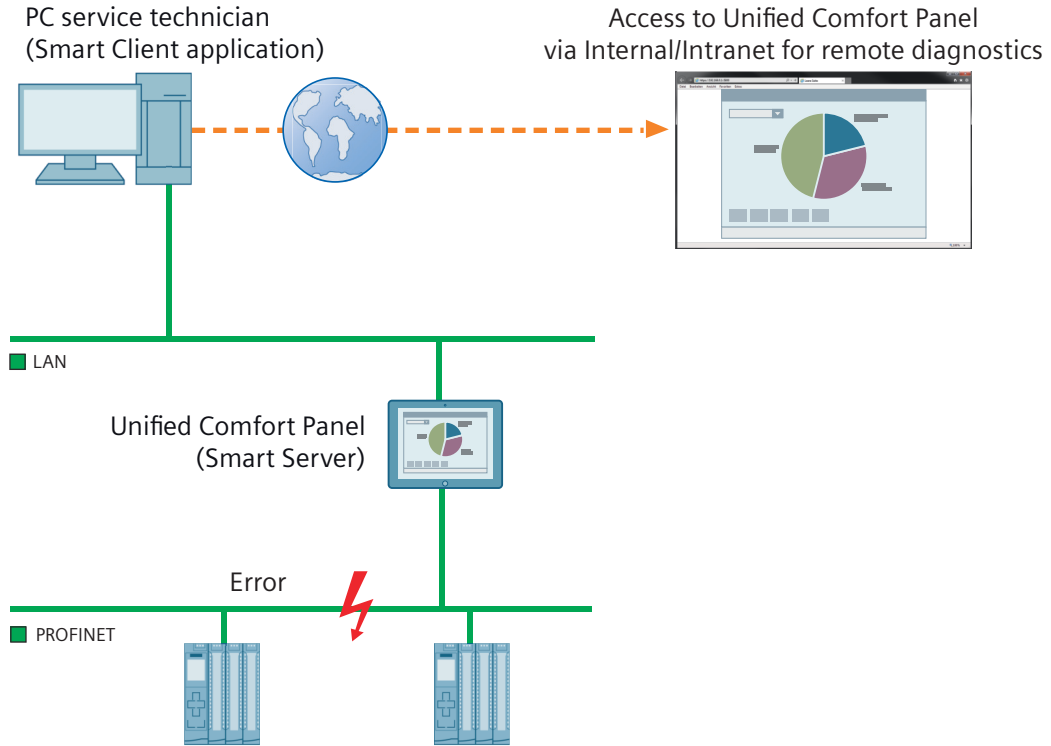 PC service technician
(Smart Client application)
Access to Unified Comfort Panel
via Internal/Intranet for remote diagnostics
LAN
Unified Comfort Panel
(Smart Server)
Error
PROFINET